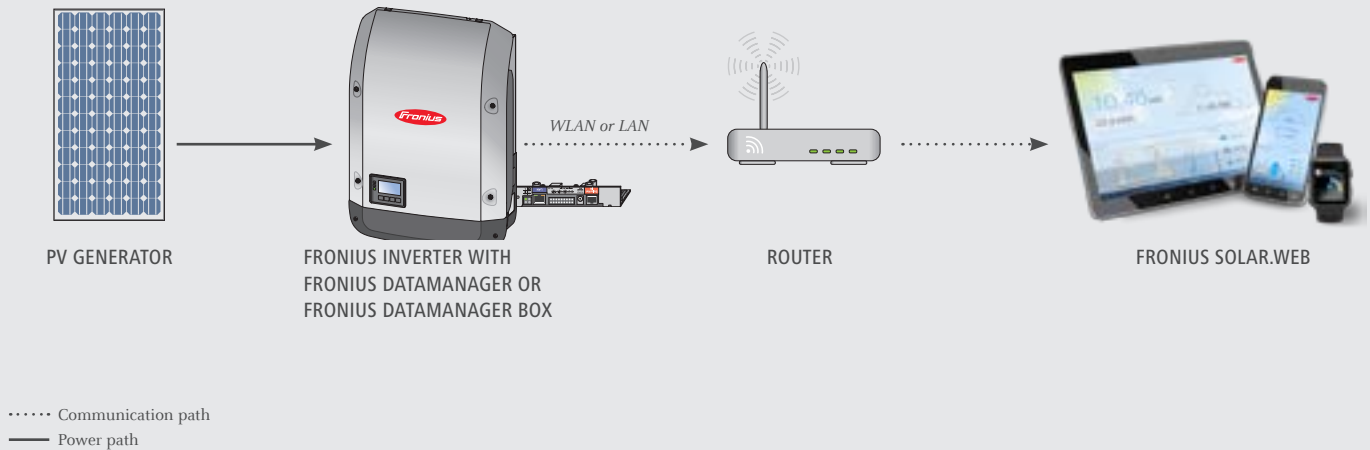 Fronius
WLAN or LAN
PV GENERATOR
FRONIUS INVERTER WITH
FRONIUS DATAMANAGER OR
FRONIUS DATAMANAGER BOX
ROUTER
FRONIUS SOLAR.WEB
Communication path
Power path